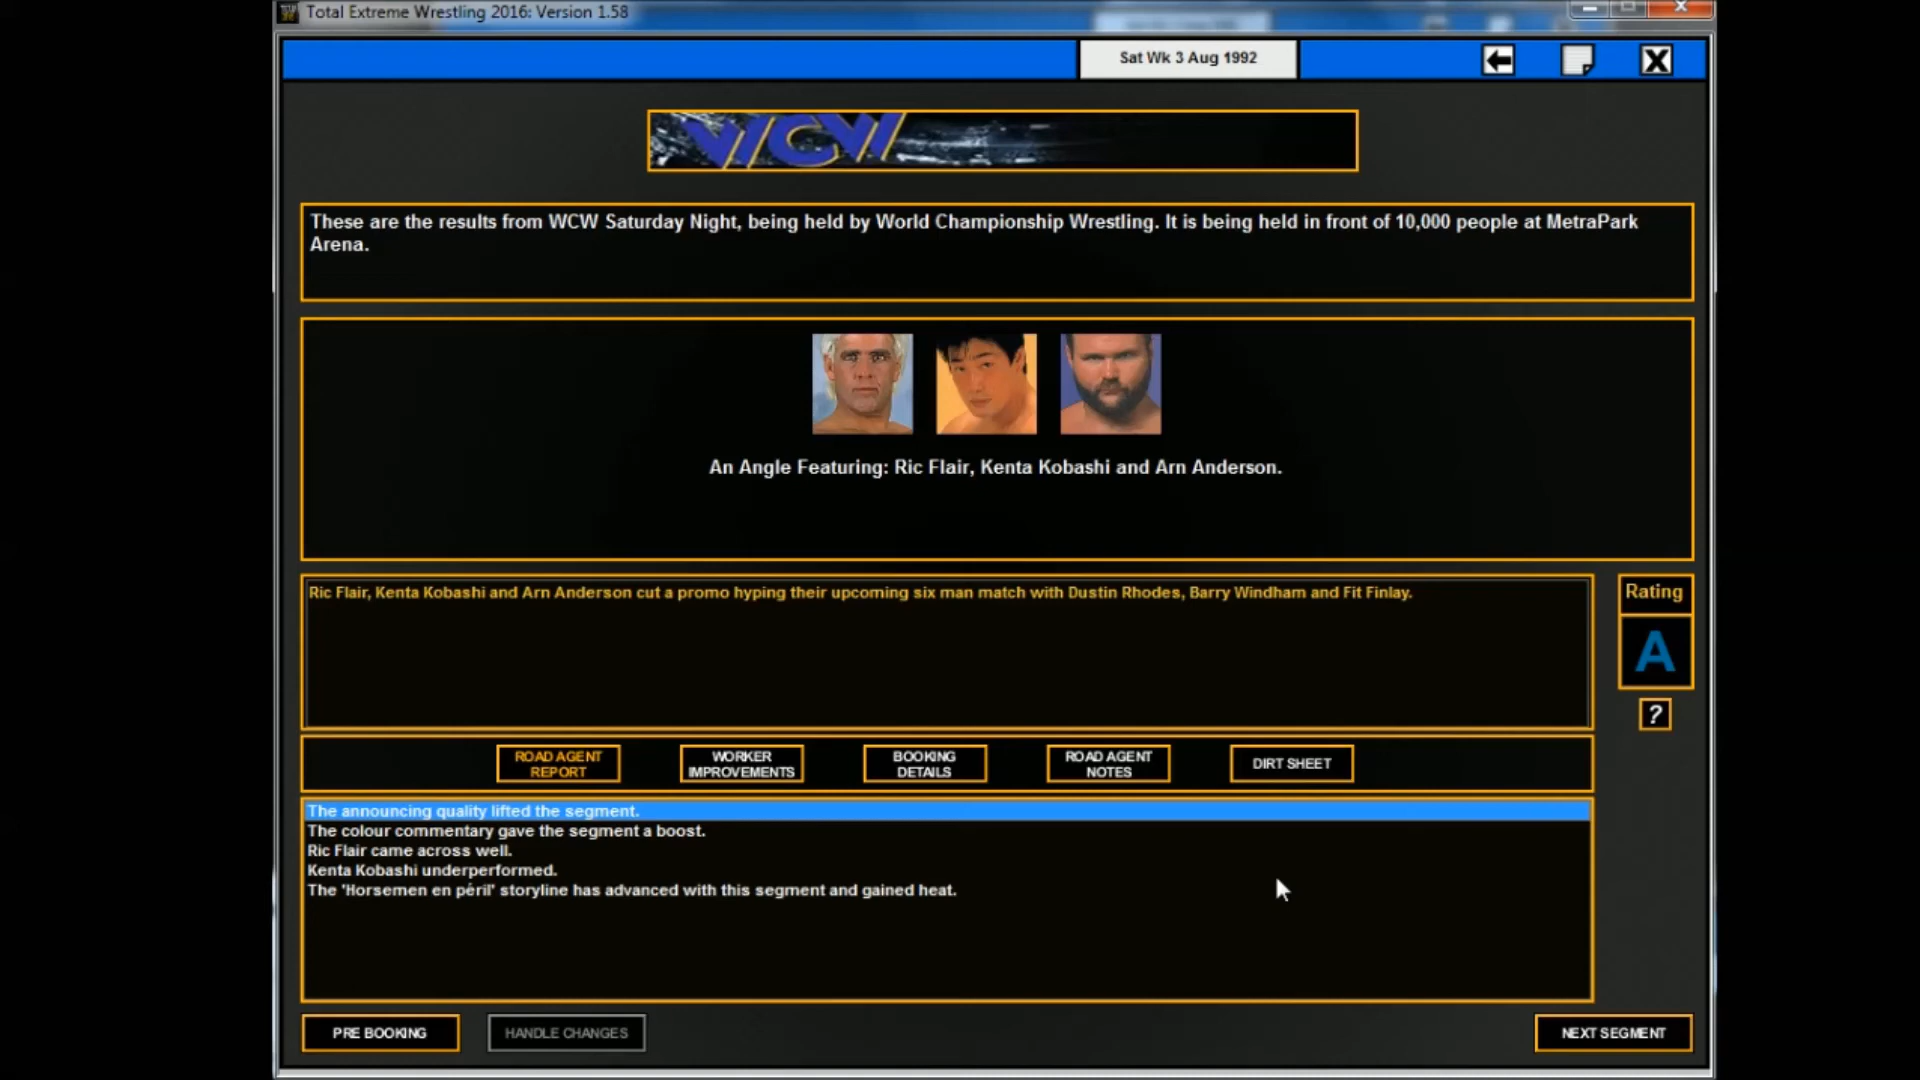 Total Extreme Wrestling 2016: Version 1.58
Sat Wk 3 Aug 1992
WCW
These are the results from WCW Saturday Night, being held by World Championship Wrestling. It is being held in front of 10,000 people at MetraPark
Arena.
An Angle Featuring: Ric Flair, Kenta Kobashi and Arn Anderson.
Ric Flair, Kenta Kobashi and Arn Anderson cut a promo hyping their upcoming six man match with Dustin Rhodes, Barry Windham and Fit Finlay.
Rating
A
?
ROAD AGENT
REPORT
WORKER
IMPROVEMENTS
BOOKING
DETAILS
ROAD AGENT
NOTES
DIRT SHEET
The announcing quality lifted the segment.
The colour commentary gave the segment a boost.
Ric Flair came across well.
Kenta Kobashi underperformed.
The 'Horsemen en péril' storyline has advanced with this segment and gained heat.
PRE BOOKING
HANDLE CHANGES
NEXT SEGMENT